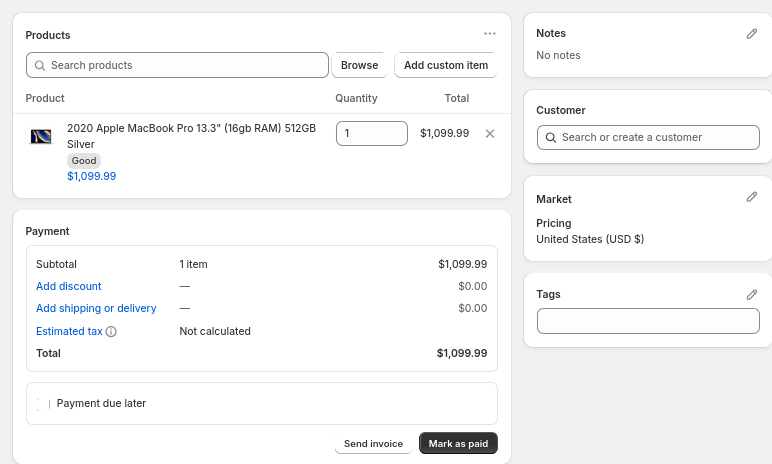 Products
Search products
Browse
Add custom item
Product Quantity Total
2020 Apple MacBook Pro 13.3" (16gb RAM) 512GB
Silver
1 $1,099.99
Good
$1,099.99
Payment
Subtotal 1 item $1,099.99
Add discount — $0.00
Add shipping or delivery — $0.00
Estimated tax Not calculated
Total $1,099.99
Payment due later
Send invoice
Mark as paid
Notes
No notes
Customer
Search or create a customer
Market
Pricing
United States (USD $)
Tags